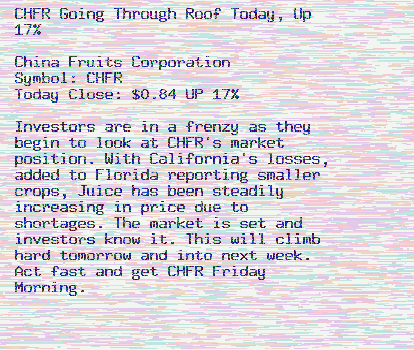 CHFR Going Through Roof Today, Up
17%
China Fruits Corporation
Symbol: CHFR
Today Close: $0.84 UP 17%
Investors are in a frenzy as they
begin to look at CHFR's market
position. With California's losses,
added to Florida reporting smaller
crops, Juice has been steadily
increasing in price due to
shortages. The market is set and
investors know it. This will climb
hard tomorrow and into next week.
Act fast and get CHFR Friday
Morning.